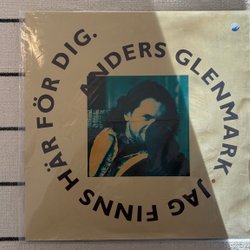 ANDERS GLENMARK
JAG FINNS HÄR FÖR DIG.